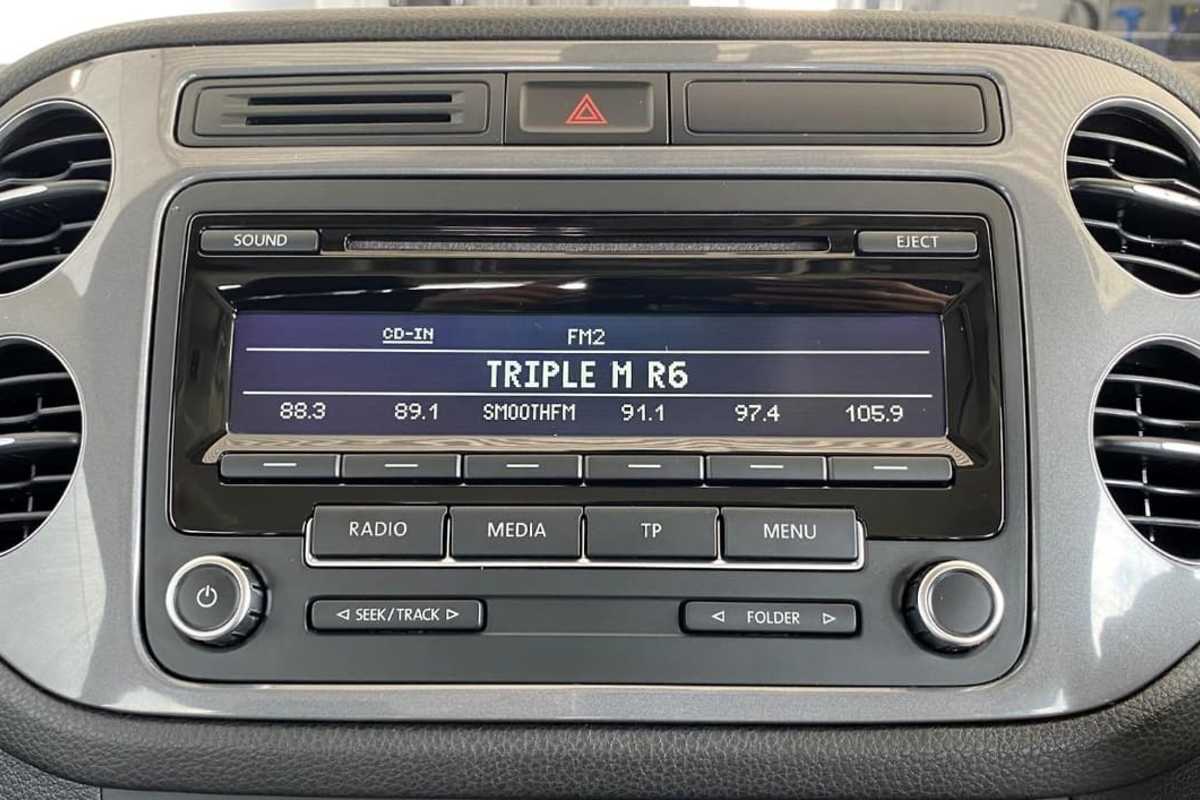 SOUND EJECT
CD-IN FM2
TRIPLE M R6
88.3 89.1 SMOOTHFM 91.1 97.4 105.9
RADIO MEDIA TP MENU
◁ SEEK/TRACK ▷ ◁ FOLDER ▷